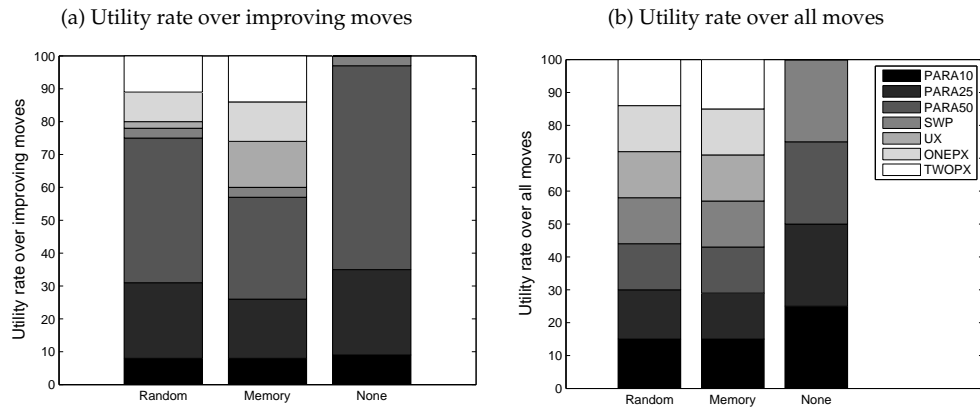 (a) Utility rate over improving moves
100
90
80
70
60
50
40
30
20
10
0
Utility rate over improving moves
Random Memory None
(b) Utility rate over all moves
100
90
80
70
60
50
40
30
20
10
0
Utility rate over all moves
Random Memory None
PARA10
PARA25
PARA50
SWP
UX
ONEPX
TWOPX